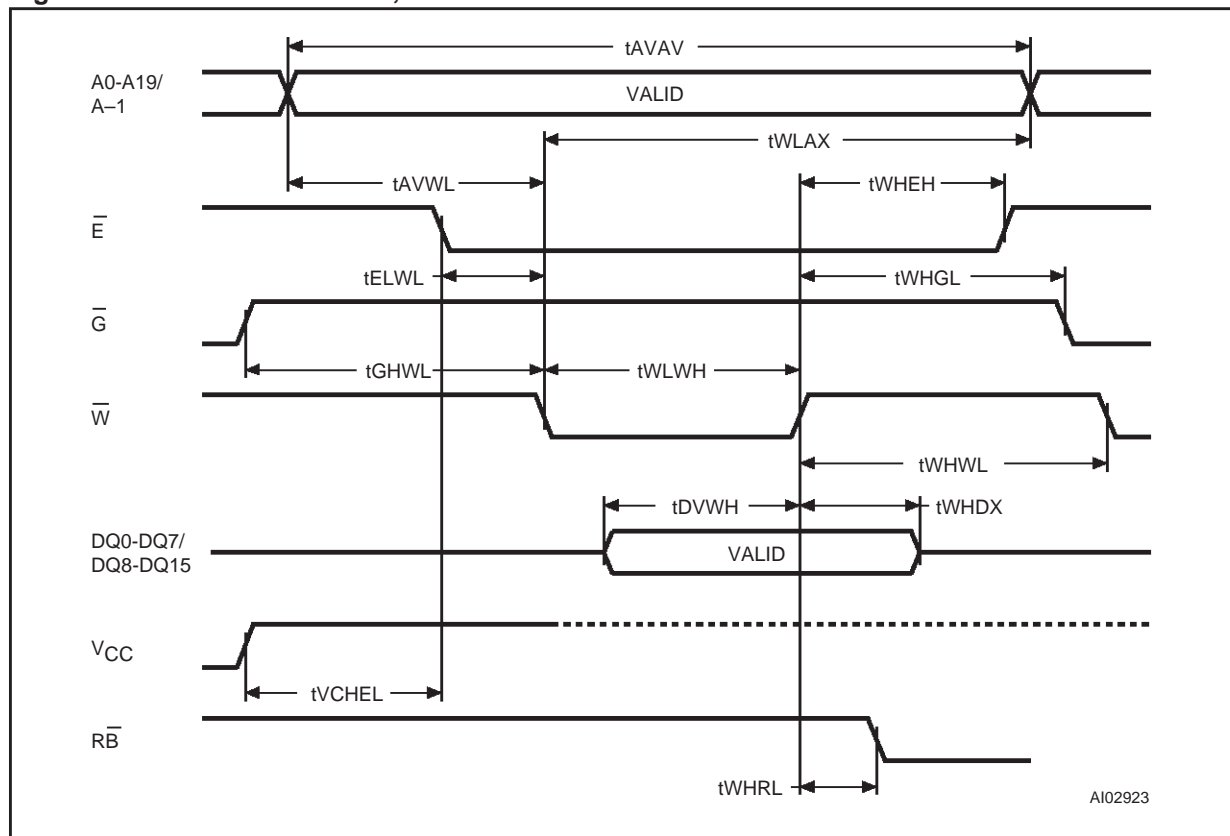 tAVAV
A0-A19/
A–1
VALID
tWLAX
tAVWL
tWHEH
E̅
tELWL
tWHGL
G̅
tGHWL
tWLWH
W̅
tWHWL
tDVWH
tWHDX
DQ0-DQ7/
DQ8-DQ15
VALID
VCC
tVCHEL
RB̅
tWHRL
AI02923